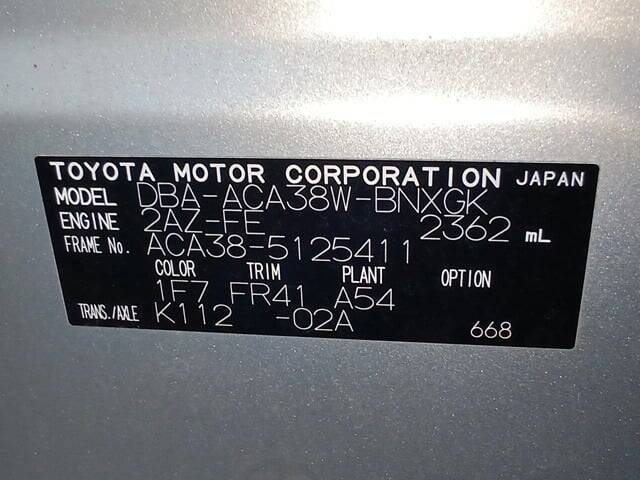 TOYOTA MOTOR CORPORATION JAPAN
MODEL DBA-ACA38W-BNXGK
ENGINE 2AZ-FE 2362 mL
FRAME No. ACA38-5125411
COLOR TRIM PLANT OPTION
1F7 FR41 A54
TRANS./AXLE K112 -02A
668